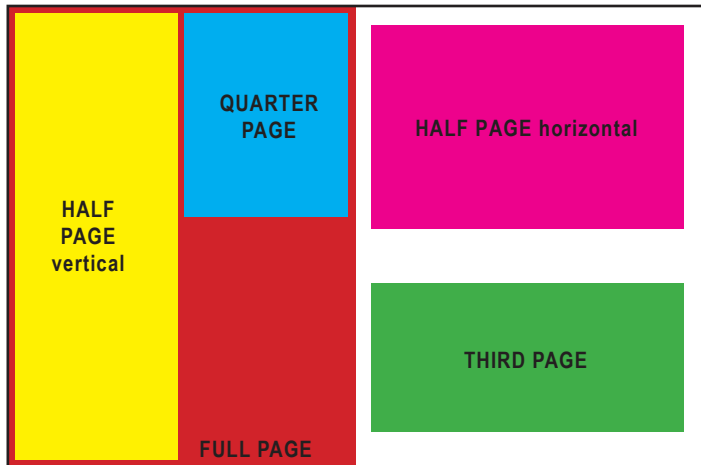 HALF
PAGE
vertical
QUARTER
PAGE
FULL PAGE
HALF PAGE horizontal
THIRD PAGE